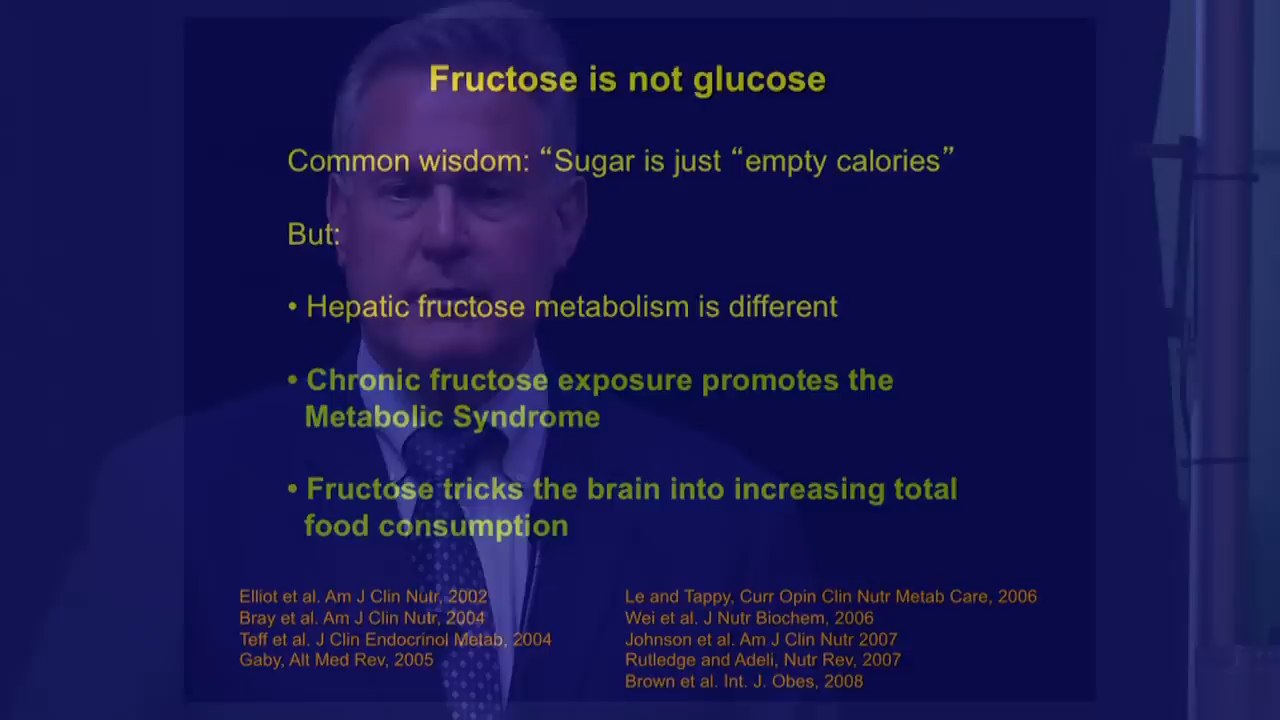 Fructose is not glucose
Common wisdom: “Sugar is just “empty calories”
But:
• Hepatic fructose metabolism is different
• Chronic fructose exposure promotes the
Metabolic Syndrome
• Fructose tricks the brain into increasing total
food consumption
Elliot et al. Am J Clin Nutr, 2002
Bray et al. Am J Clin Nutr, 2004
Teff et al. J Clin Endocrinol Metab, 2004
Gaby, Alt Med Rev, 2005
Le and Tappy, Curr Opin Clin Nutr Metab Care, 2006
Wei et al. J Nutr Biochem, 2006
Johnson et al. Am J Clin Nutr 2007
Rutledge and Adeli, Nutr Rev, 2007
Brown et al. Int. J. Obes, 2008